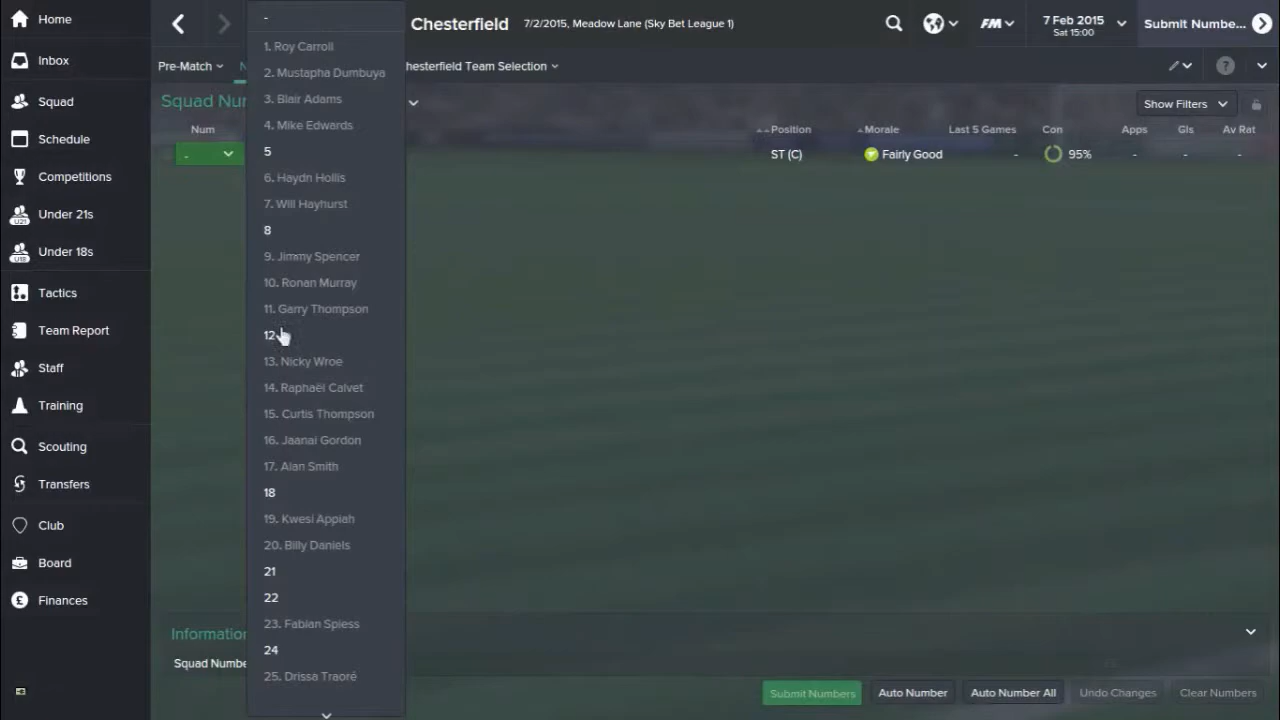 Home
Inbox
Squad
Schedule
Competitions
Under 21s
Under 18s
Tactics
Team Report
Staff
Training
Scouting
Transfers
Club
Board
Finances
Chesterfield
7/2/2015, Meadow Lane (Sky Bet League 1)
FM
7 Feb 2015
Sat 15:00
Submit Numbe...
Pre-Match
hesterfield Team Selection
Squad Nu
Show Filters
Num
Position
Morale
Last 5 Games
Con
Apps
Gls
Av Rat
-
ST (C)
Fairly Good
-
95%
-
-
-
-
1. Roy Carroll
2. Mustapha Dumbuya
3. Blair Adams
4. Mike Edwards
5
6. Haydn Hollis
7. Will Hayhurst
8
9. Jimmy Spencer
10. Ronan Murray
11. Garry Thompson
12
13. Nicky Wroe
14. Raphaël Calvet
15. Curtis Thompson
16. Jaanai Gordon
17. Alan Smith
18
19. Kwesi Appiah
20. Billy Daniels
21
22
23. Fabian Spiess
24
25. Drissa Traoré
Informatio
Squad Numbe
Submit Numbers
Auto Number
Auto Number All
Undo Changes
Clear Numbers